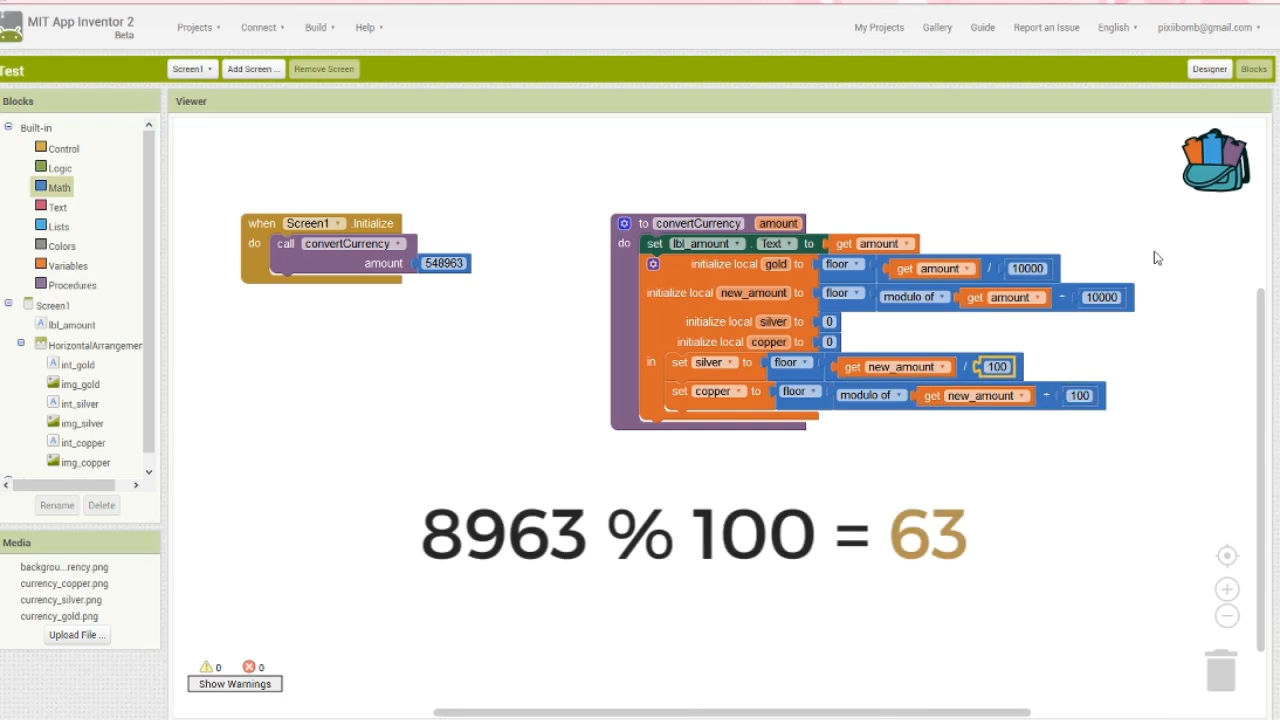 MIT App Inventor 2
Beta
Projects Connect Build Help My Projects Gallery Guide Report an Issue English pixiibomb@gmail.com
Test Screen1 Add Screen ... Remove Screen Designer Blocks
Blocks
Viewer
Built-in
Control
Logic
Math
Text
Lists
Colors
Variables
Procedures
Screen1
lbl_amount
HorizontalArrangemer
int_gold
img_gold
int_silver
img_silver
int_copper
img_copper
Rename Delete
Media
backgrou...rency.png
currency_copper.png
currency_silver.png
currency_gold.png
Upload File ...
when Screen1 .Initialize
do call convertCurrency
amount 548963
to convertCurrency amount
do set lbl_amount . Text to get amount
initialize local gold to floor get amount / 10000
initialize local new_amount to floor modulo of get amount ÷ 10000
initialize local silver to 0
initialize local copper to 0
in set silver to floor get new_amount / 100
set copper to floor modulo of get new_amount ÷ 100
8963 % 100 = 63
0 0
Show Warnings